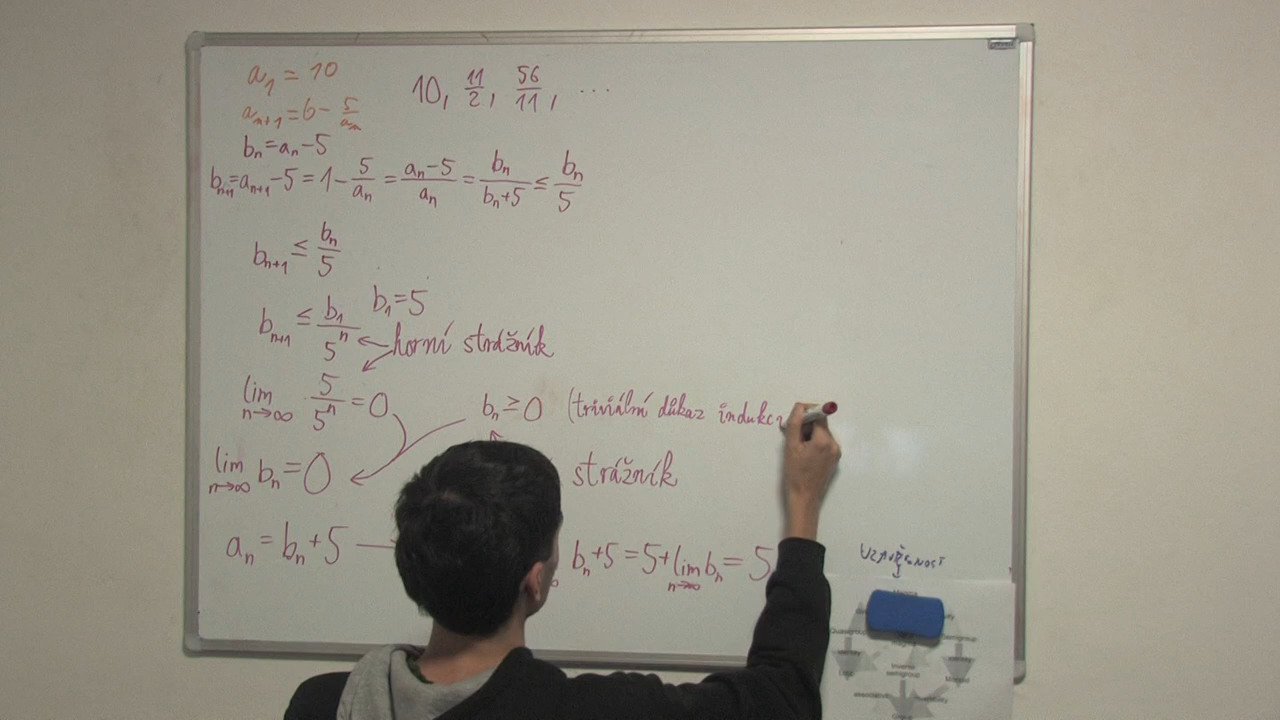 a₁ = 10
10, 11/2, 56/11, ...
aₙ₊₁ = 6 - 5/aₙ
bₙ = aₙ - 5
bₙ₊₁ = aₙ₊₁ - 5 = 1 - 5/aₙ = (aₙ - 5)/aₙ = bₙ/(bₙ + 5) ≤ bₙ/5
bₙ₊₁ ≤ bₙ/5
bₙ₊₁ ≤ b₁/5ⁿ b₁ = 5
horní strážník
lim n→∞ 5/5ⁿ = 0 bₙ ≥ 0 (triviální důkaz indukc
lim n→∞ bₙ = 0 strážník
aₙ = bₙ + 5 bₙ + 5 = 5 + lim n→∞ bₙ = 5